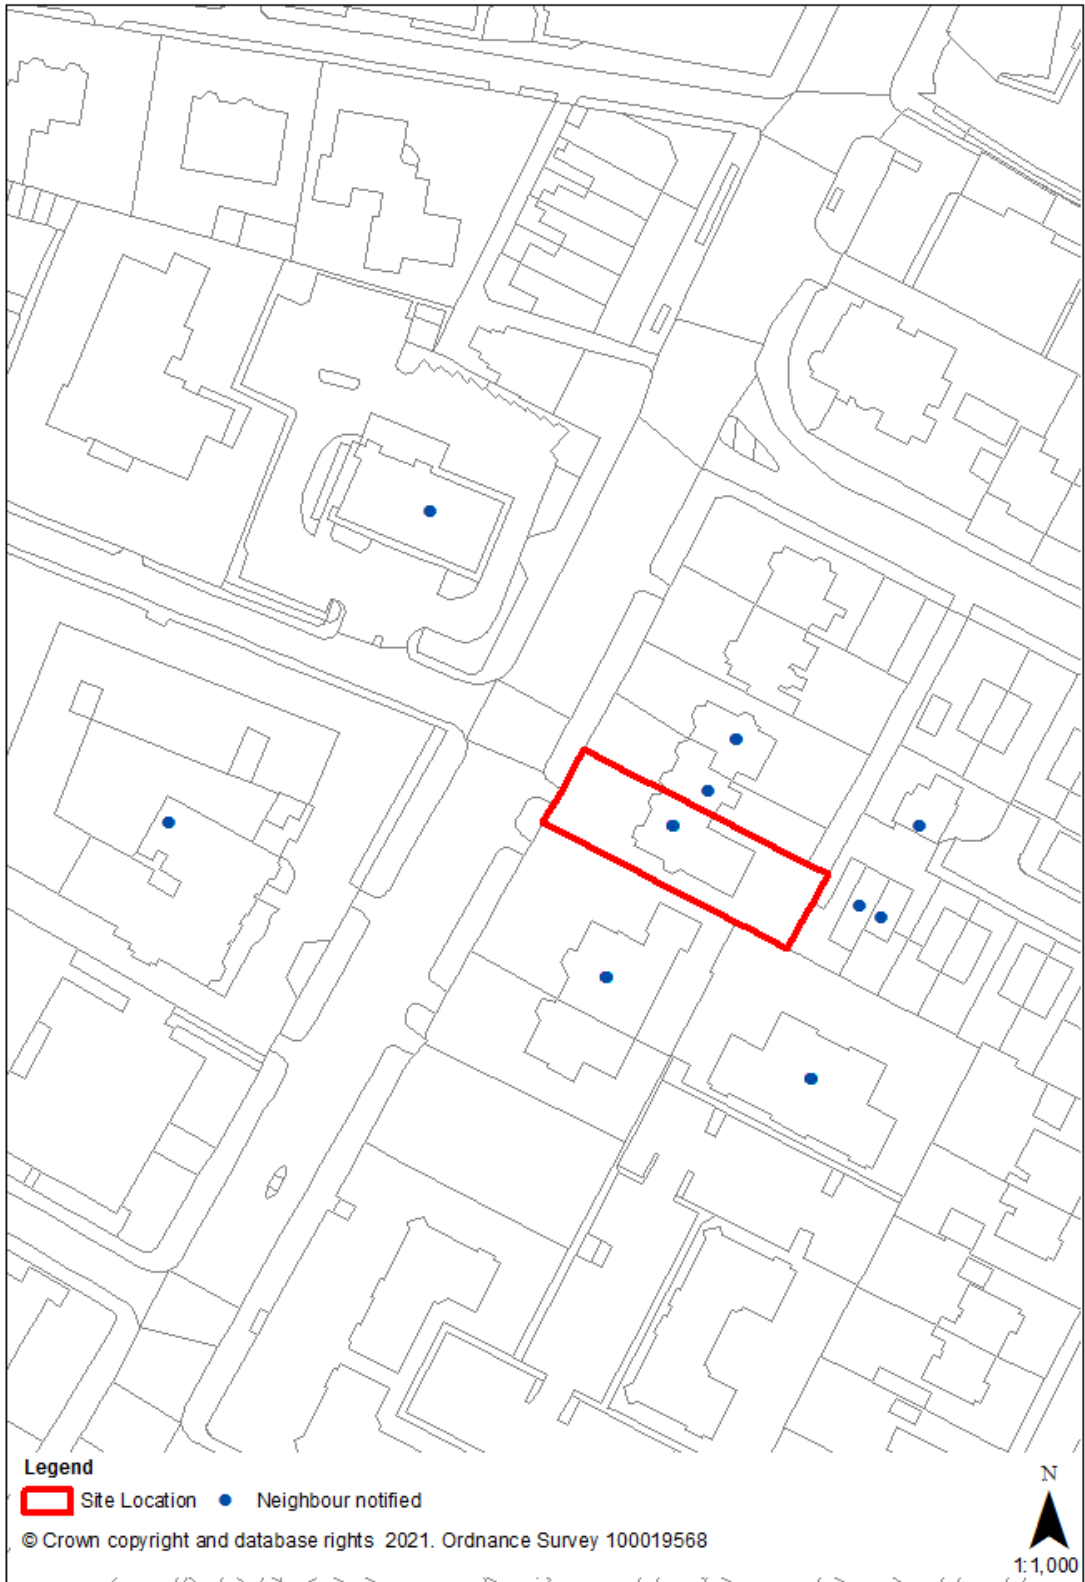 Legend
Site Location Neighbour notified
© Crown copyright and database rights 2021. Ordnance Survey 100019568
N
1:1,000